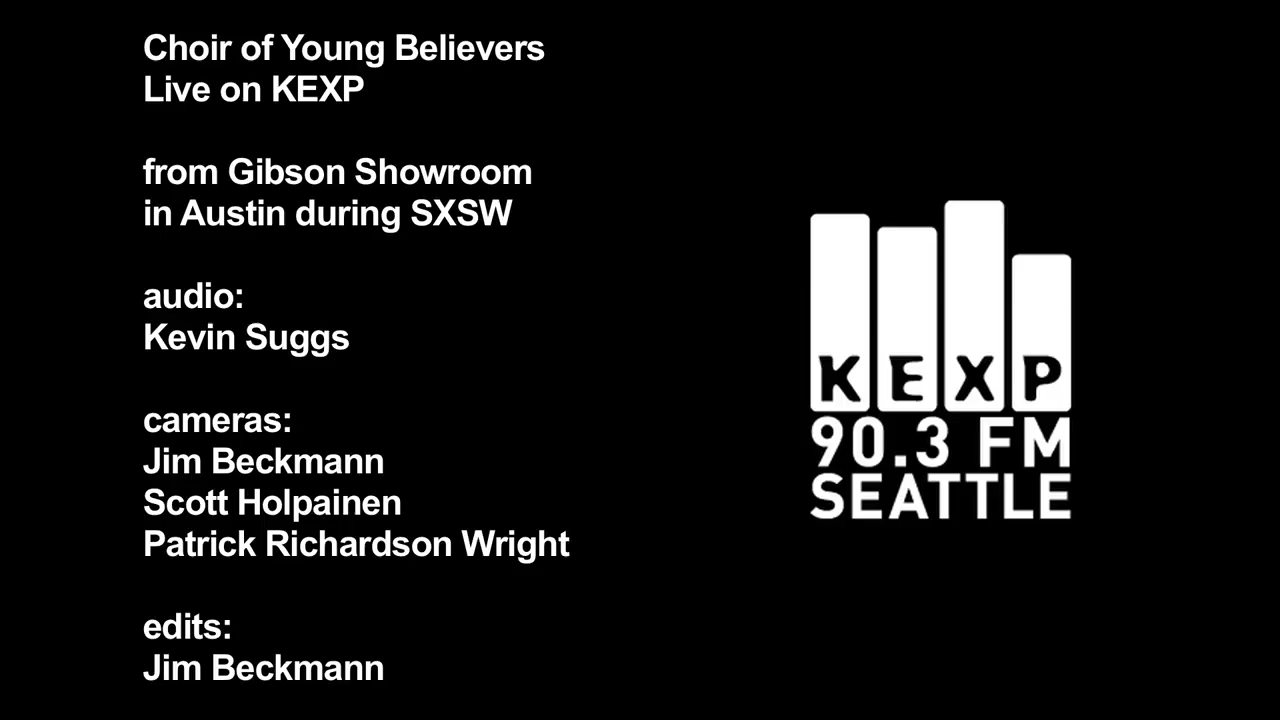 Choir of Young Believers
Live on KEXP
from Gibson Showroom
in Austin during SXSW
audio:
Kevin Suggs
cameras:
Jim Beckmann
Scott Holpainen
Patrick Richardson Wright
edits:
Jim Beckmann
KEXP
90.3 FM
SEATTLE